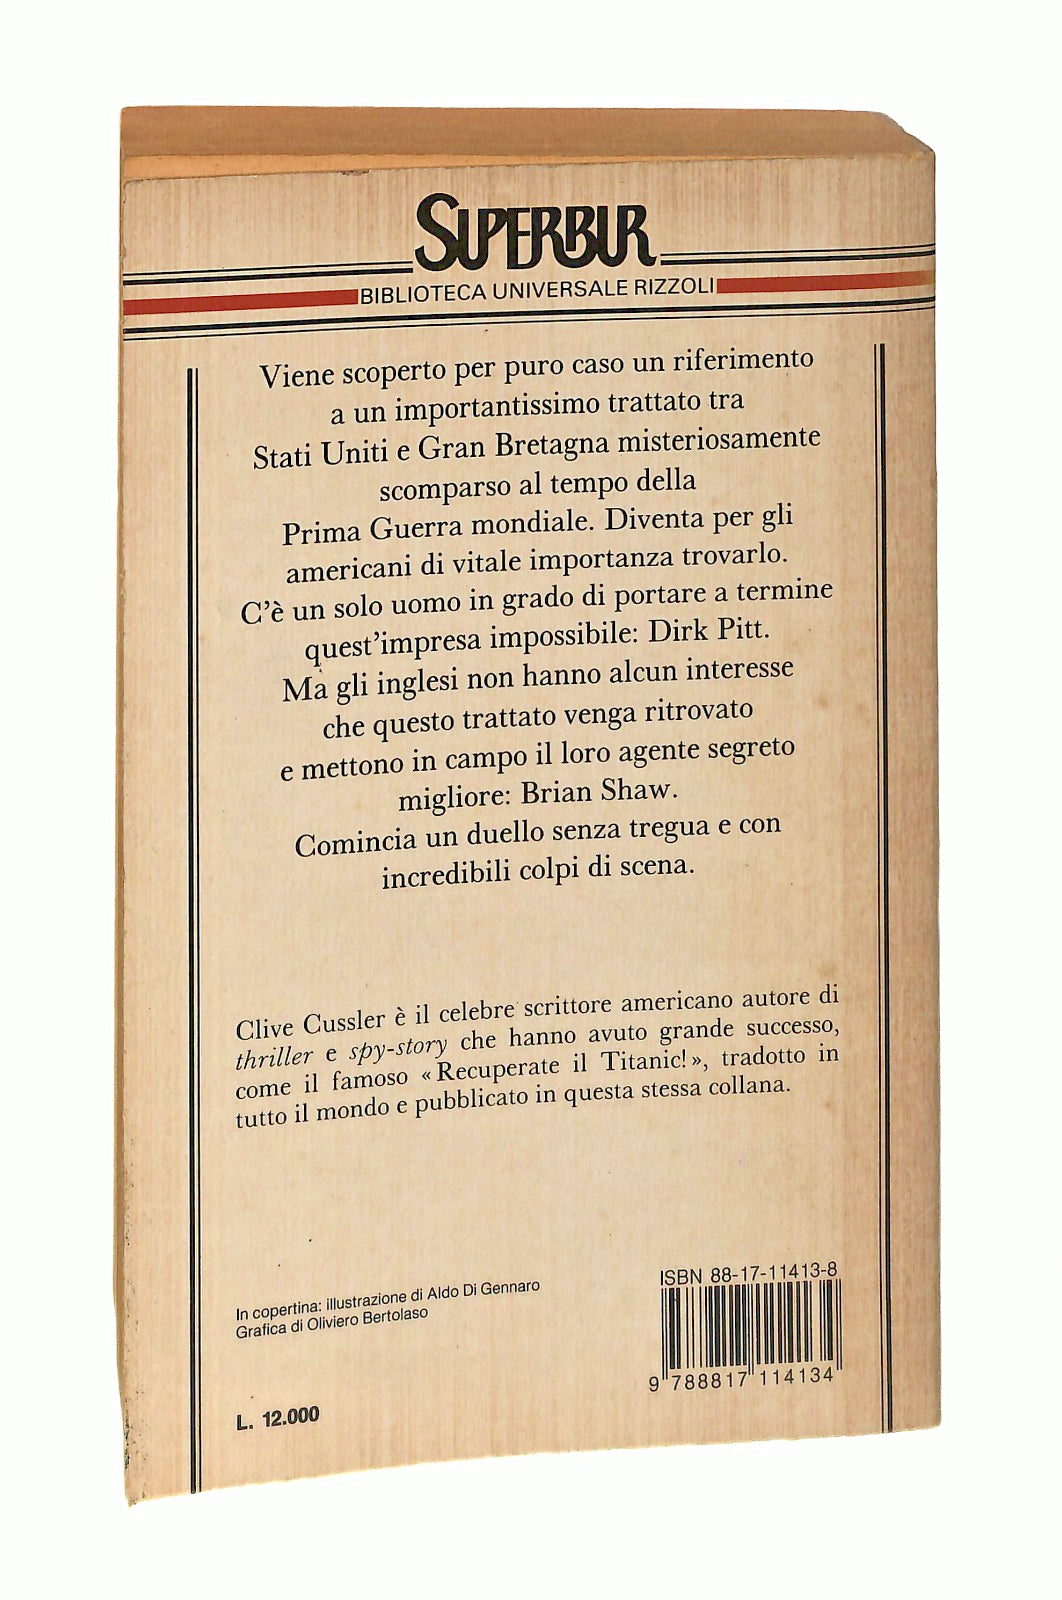 SUPERBUR
BIBLIOTECA UNIVERSALE RIZZOLI
Viene scoperto per puro caso un riferimento
a un importantissimo trattato tra
Stati Uniti e Gran Bretagna misteriosamente
scomparso al tempo della
Prima Guerra mondiale. Diventa per gli
americani di vitale importanza trovarlo.
C'è un solo uomo in grado di portare a termine
quest'impresa impossibile: Dirk Pitt.
Ma gli inglesi non hanno alcun interesse
che questo trattato venga ritrovato
e mettono in campo il loro agente segreto
migliore: Brian Shaw.
Comincia un duello senza tregua e con
incredibili colpi di scena.
Clive Cussler è il celebre scrittore americano autore di
thriller e spy-story che hanno avuto grande successo,
come il famoso «Recuperate il Titanic!», tradotto in
tutto il mondo e pubblicato in questa stessa collana.
In copertina: illustrazione di Aldo Di Gennaro
Grafica di Oliviero Bertolaso
ISBN 88-17-11413-8
9 788817 114134
L. 12.000